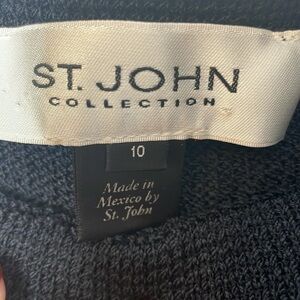 ST. JOHN
COLLECTION
10
Made in
Mexico by
St. John